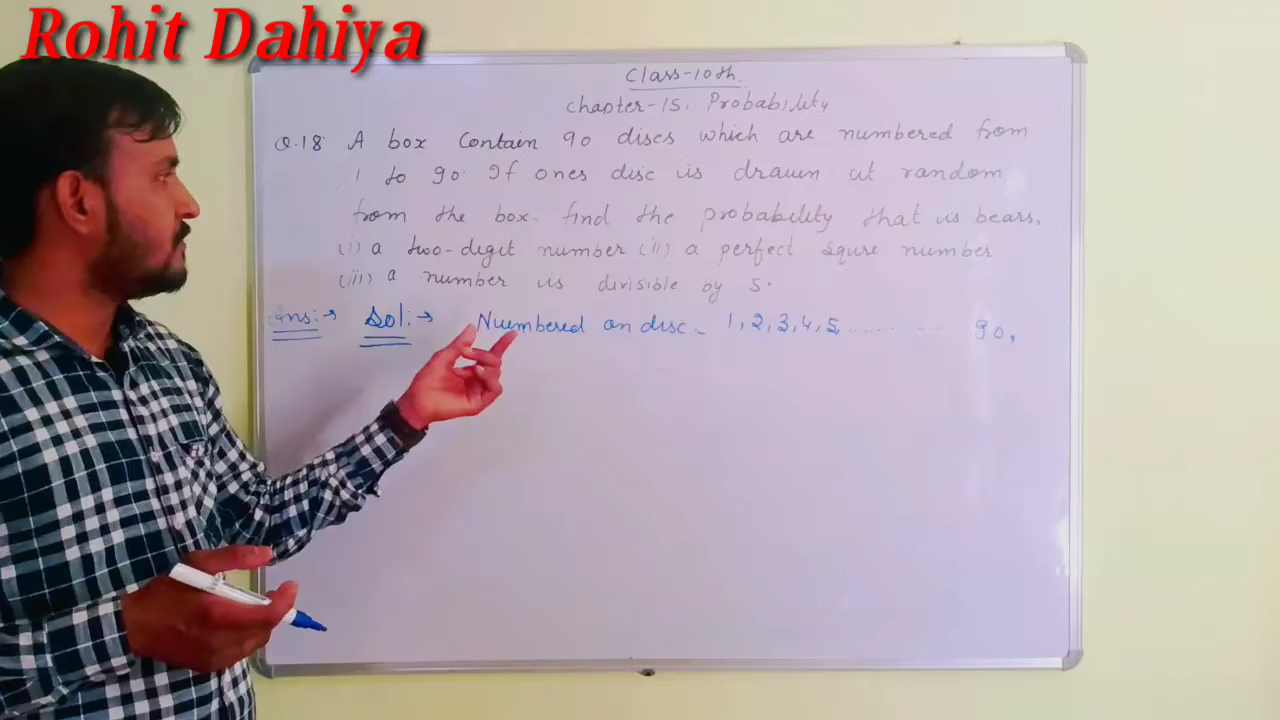 Rohit Dahiya
Class-10th.
Chapter-15. Probability
Q.18 A box Contain 90 discs which are numbered from
1 to 90. If ones disc is drawn at random
from the box. find the probability that is bears.
(i) a two-digit number (ii) a perfect squre number
(iii) a number is divisible by 5.
Ans:→ Sol:→ Numbered on disc - 1, 2, 3, 4, 5, .......... 90,